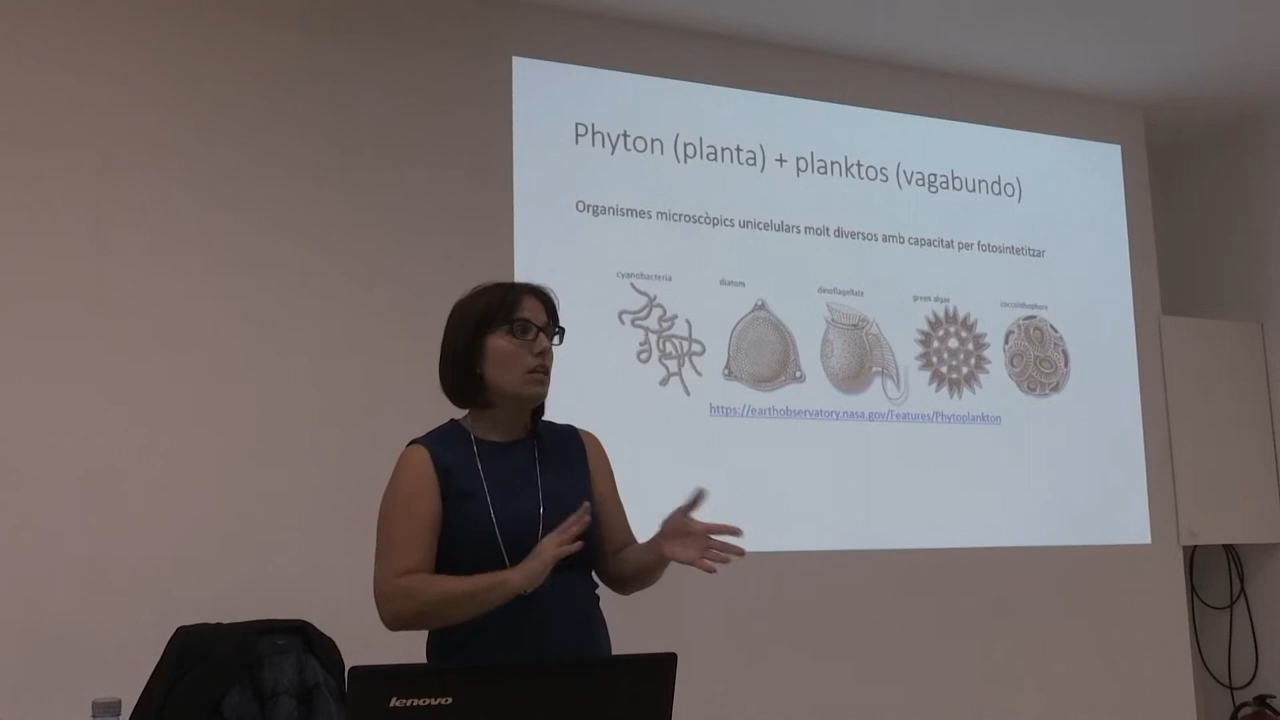 Phyton (planta) + planktos (vagabundo)
Organismes microscòpics unicelulars molt diversos amb capacitat per fotosintetitzar
cyanobacteria
diatom
dinoflagellate
green algae
coccolithophore
https://earthobservatory.nasa.gov/Features/Phytoplankton
lenovo